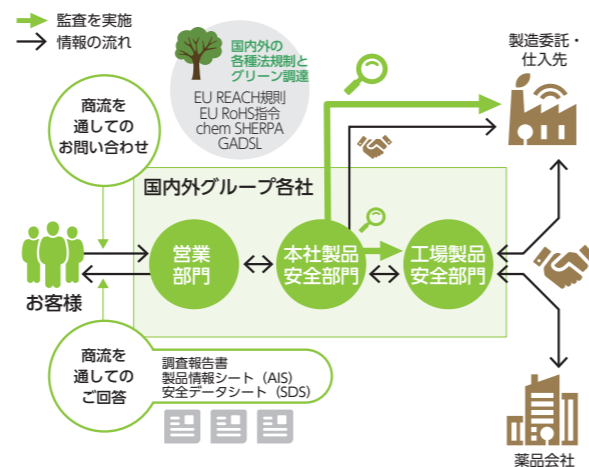 監査を実施
情報の流れ
国内外の
各種法規制と
グリーン調達
EU REACH規則
EU RoHS指令
chem SHERPA
GADSL
製造委託・
仕入先
商流を
通しての
お問い合わせ
国内外グループ各社
営業
部門
本社製品
安全部門
工場製品
安全部門
お客様
商流を
通しての
ご回答
調査報告書
製品情報シート（AIS）
安全データシート（SDS）
薬品会社